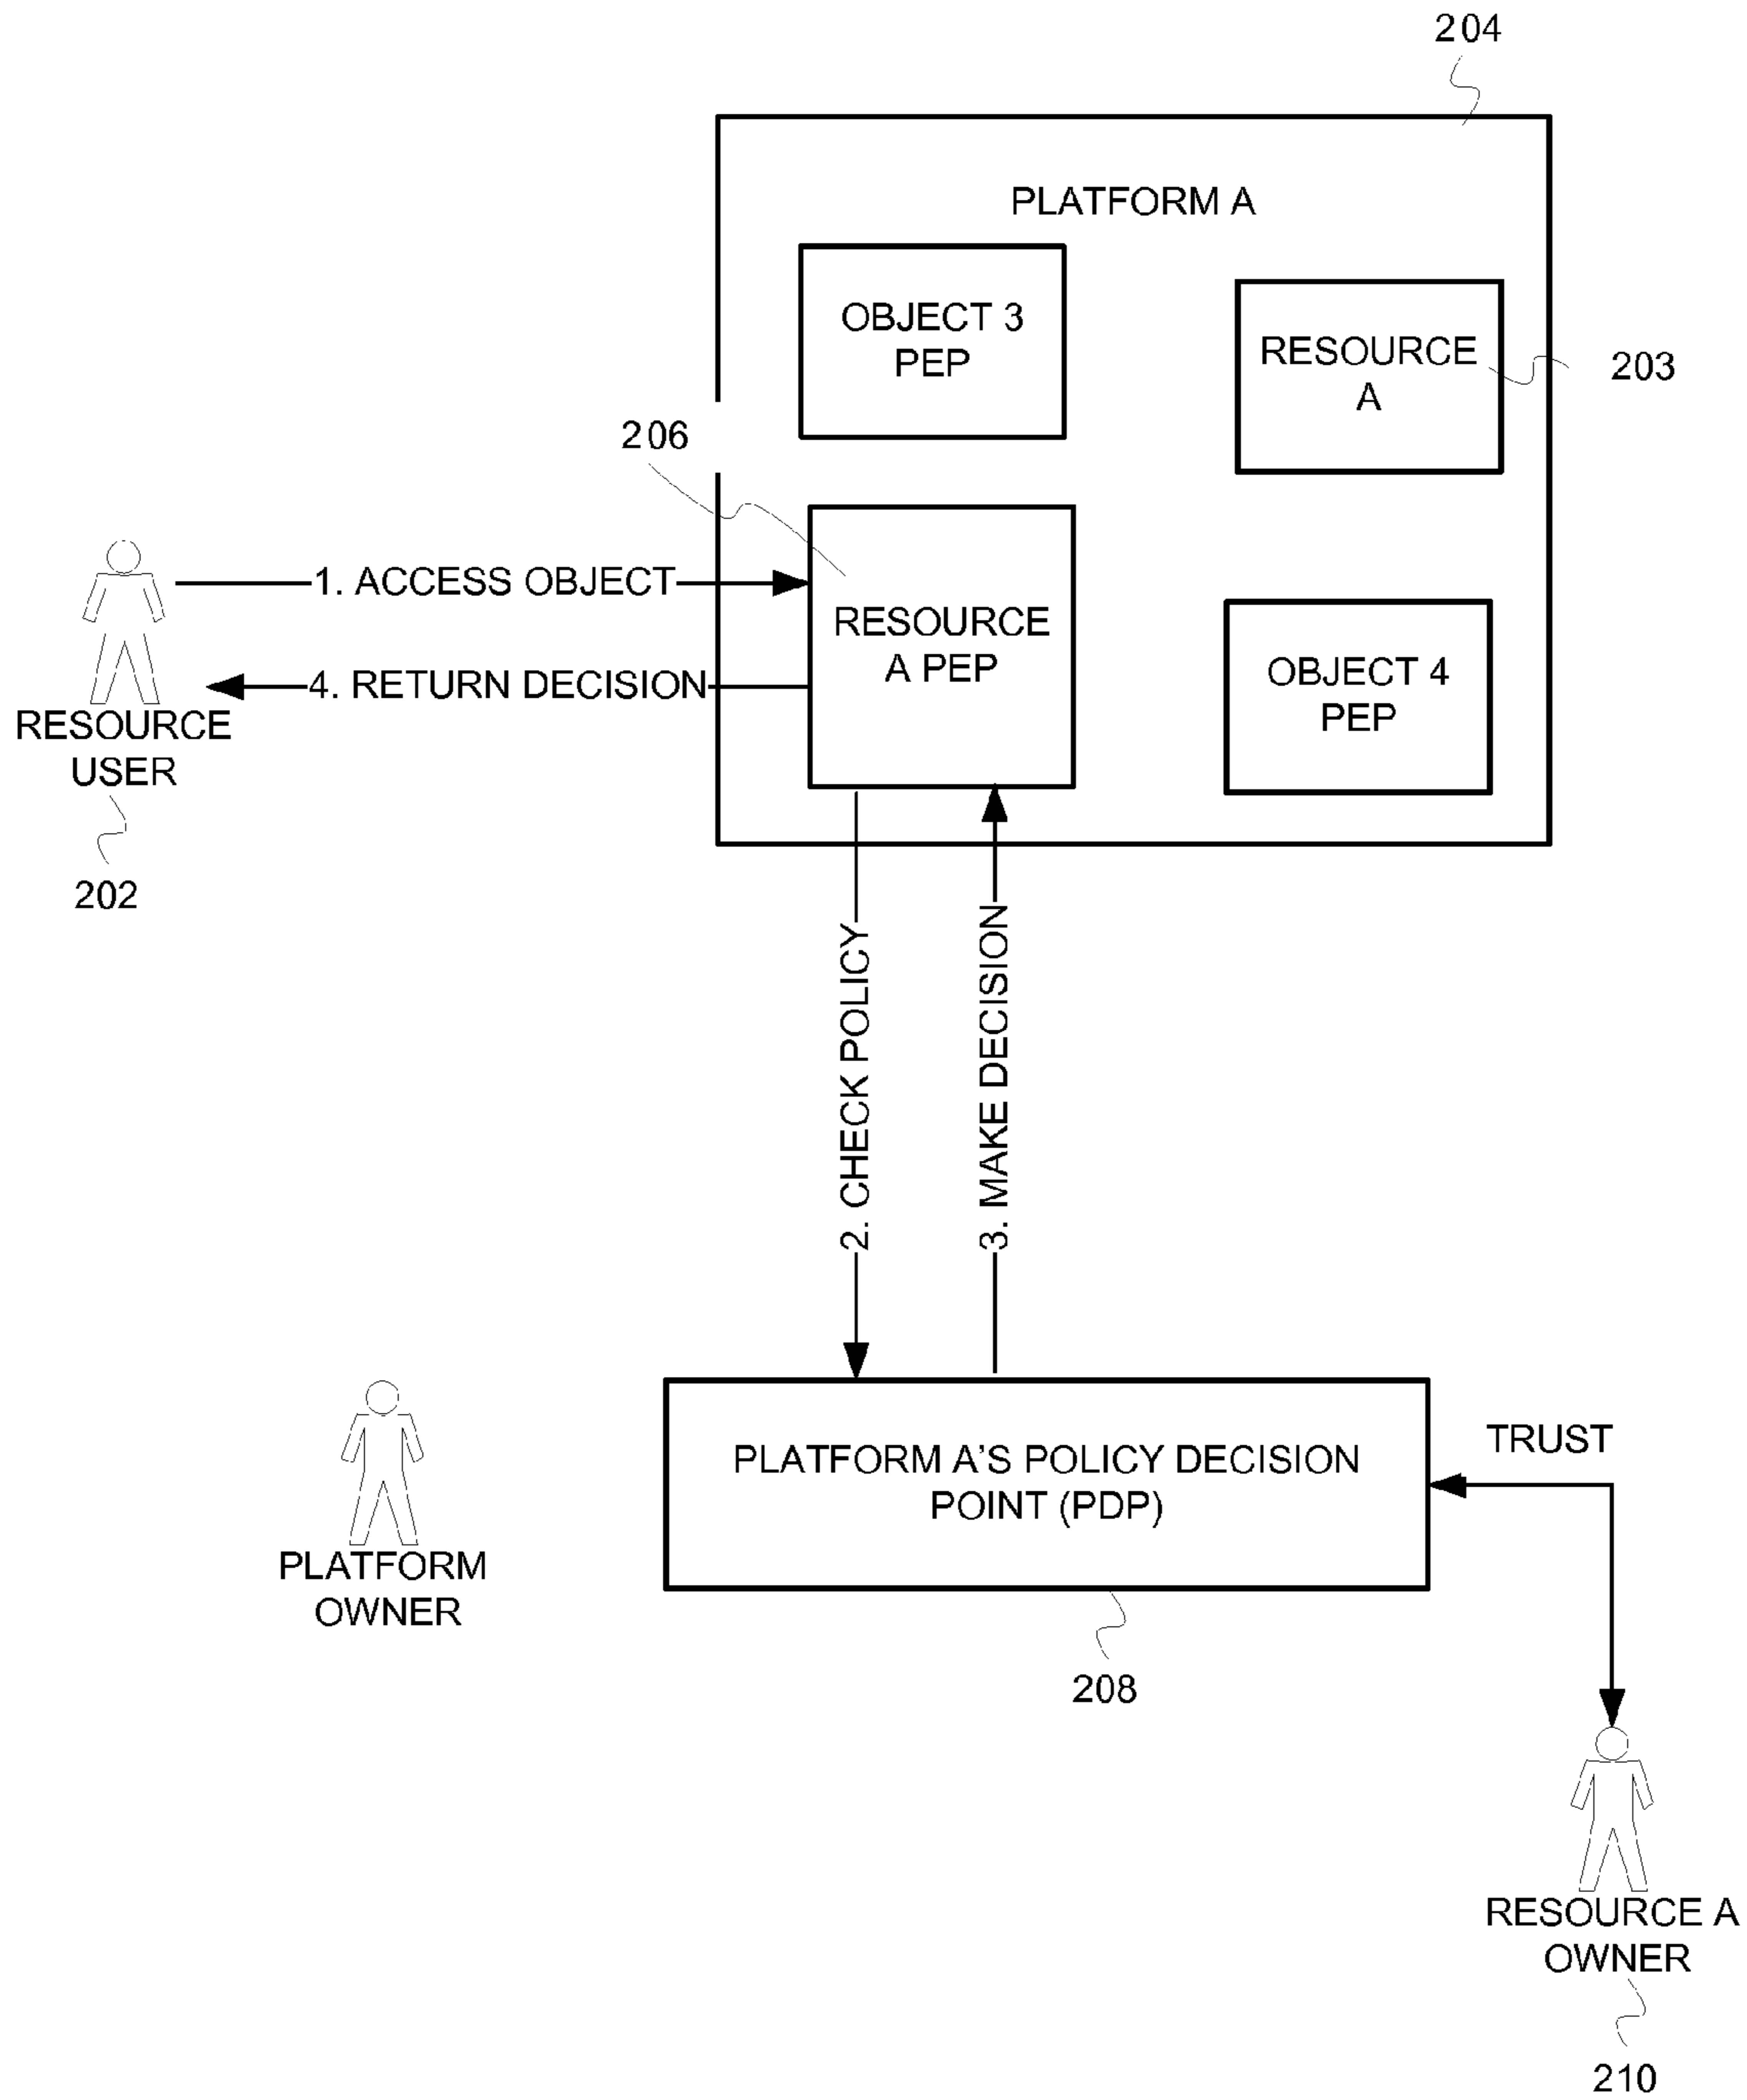 204
PLATFORM A
OBJECT 3
PEP
RESOURCE
A
203
206
1. ACCESS OBJECT
RESOURCE
A PEP
4. RETURN DECISION
OBJECT 4
PEP
RESOURCE
USER
202
2. CHECK POLICY
3. MAKE DECISION
PLATFORM A'S POLICY DECISION
POINT (PDP)
TRUST
PLATFORM
OWNER
208
RESOURCE A
OWNER
210